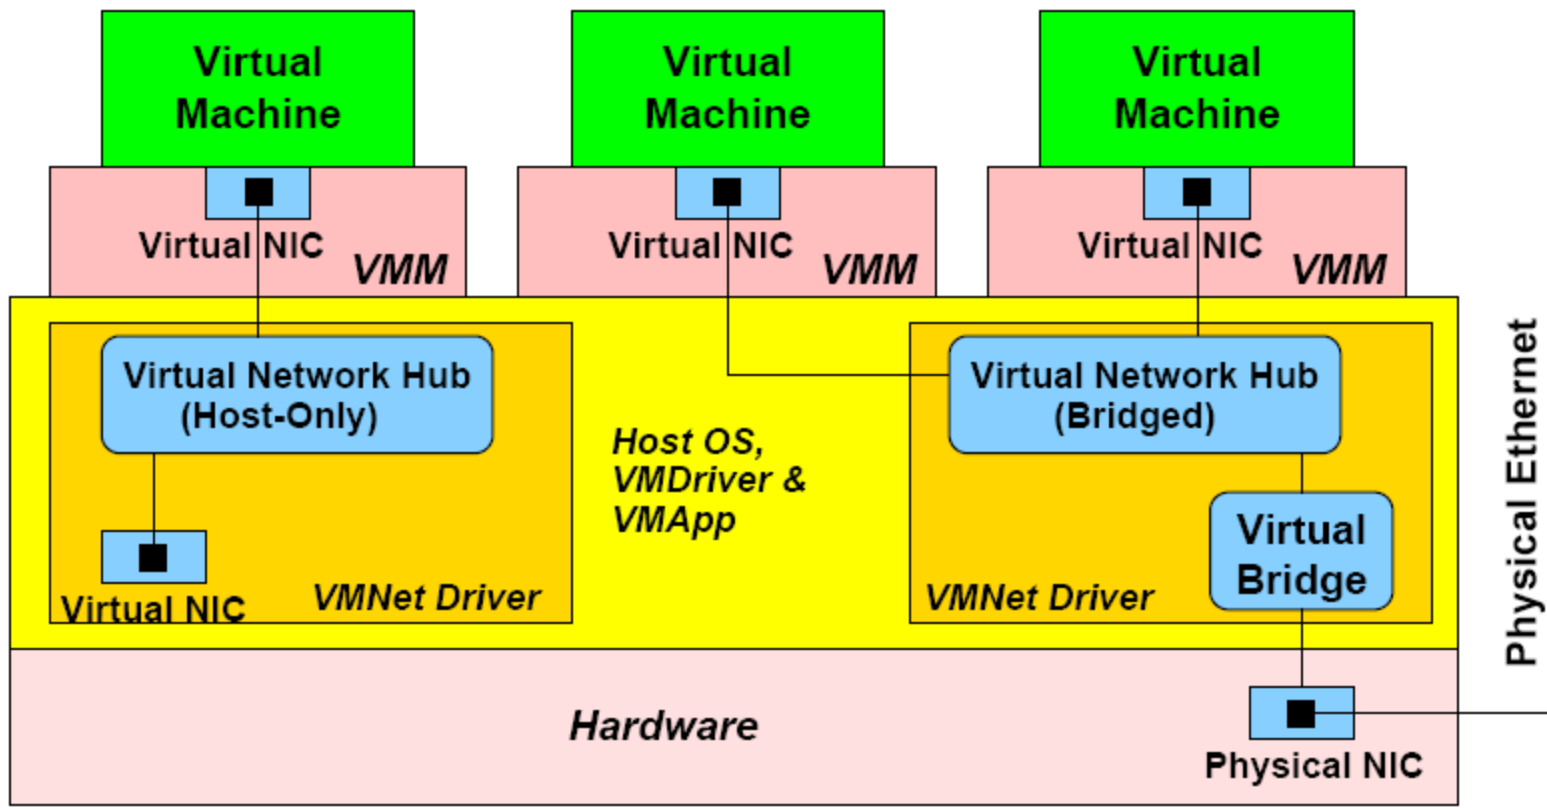 Virtual
Machine
Virtual
Machine
Virtual
Machine
Virtual NIC
VMM
Virtual NIC
VMM
Virtual NIC
VMM
Virtual Network Hub
(Host-Only)
Virtual NIC
VMNet Driver
Host OS,
VMDriver &
VMApp
Virtual Network Hub
(Bridged)
Virtual
Bridge
VMNet Driver
Physical Ethernet
Hardware
Physical NIC